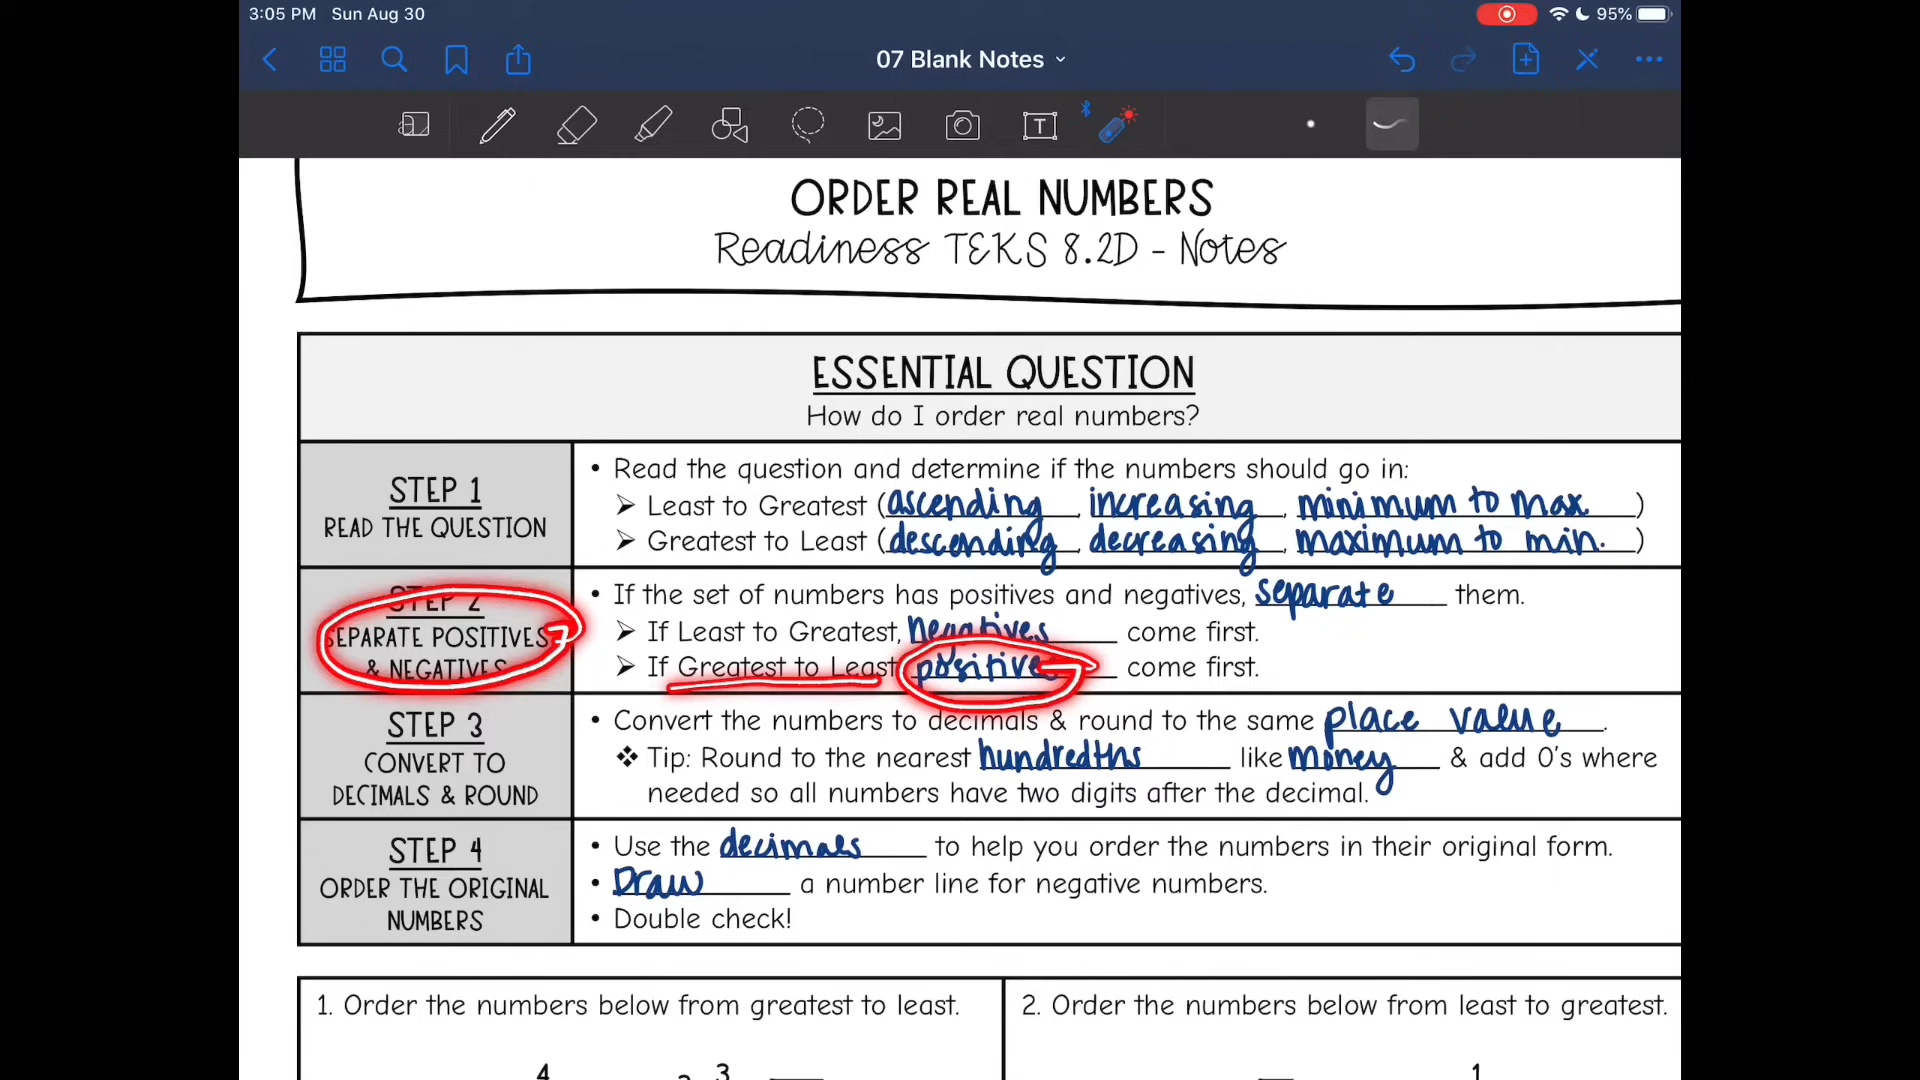 3:05 PM Sun Aug 30 95%
07 Blank Notes
T
ORDER REAL NUMBERS
Readiness TEKS 8.2D - Notes
ESSENTIAL QUESTION
How do I order real numbers?
STEP 1
READ THE QUESTION
• Read the question and determine if the numbers should go in:
➢ Least to Greatest (ascending, increasing, minimum to max)
➢ Greatest to Least (descending, decreasing, maximum to min.)
STEP 2
SEPARATE POSITIVES
& NEGATIVES
• If the set of numbers has positives and negatives, separate them.
➢ If Least to Greatest, negatives come first.
➢ If Greatest to Least positives come first.
STEP 3
CONVERT TO
DECIMALS & ROUND
• Convert the numbers to decimals & round to the same place value.
❖ Tip: Round to the nearest hundredths like money & add 0's where
needed so all numbers have two digits after the decimal.
STEP 4
ORDER THE ORIGINAL
NUMBERS
• Use the decimals to help you order the numbers in their original form.
• Draw a number line for negative numbers.
• Double check!
1. Order the numbers below from greatest to least.
4 3
2. Order the numbers below from least to greatest.
1